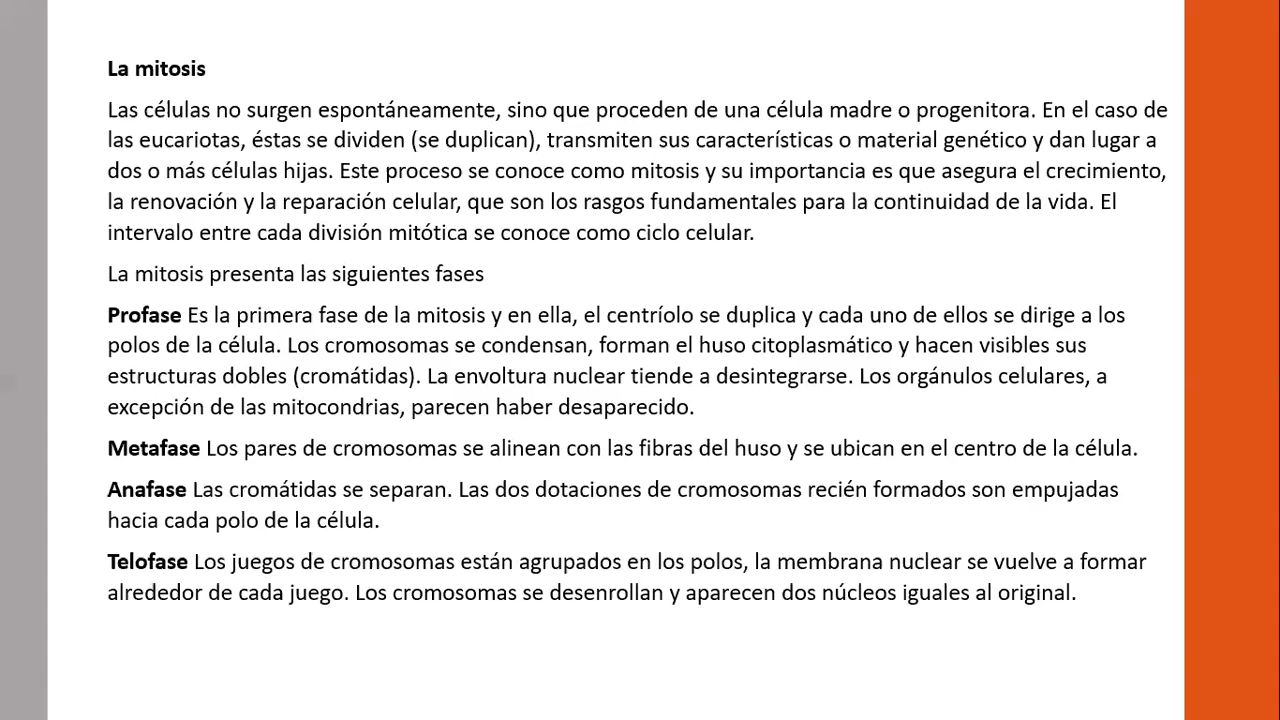 La mitosis
Las células no surgen espontáneamente, sino que proceden de una célula madre o progenitora. En el caso de
las eucariotas, éstas se dividen (se duplican), transmiten sus características o material genético y dan lugar a
dos o más células hijas. Este proceso se conoce como mitosis y su importancia es que asegura el crecimiento,
la renovación y la reparación celular, que son los rasgos fundamentales para la continuidad de la vida. El
intervalo entre cada división mitótica se conoce como ciclo celular.
La mitosis presenta las siguientes fases
Profase Es la primera fase de la mitosis y en ella, el centríolo se duplica y cada uno de ellos se dirige a los
polos de la célula. Los cromosomas se condensan, forman el huso citoplasmático y hacen visibles sus
estructuras dobles (cromátidas). La envoltura nuclear tiende a desintegrarse. Los orgánulos celulares, a
excepción de las mitocondrias, parecen haber desaparecido.
Metafase Los pares de cromosomas se alinean con las fibras del huso y se ubican en el centro de la célula.
Anafase Las cromátidas se separan. Las dos dotaciones de cromosomas recién formados son empujadas
hacia cada polo de la célula.
Telofase Los juegos de cromosomas están agrupados en los polos, la membrana nuclear se vuelve a formar
alrededor de cada juego. Los cromosomas se desenrollan y aparecen dos núcleos iguales al original.